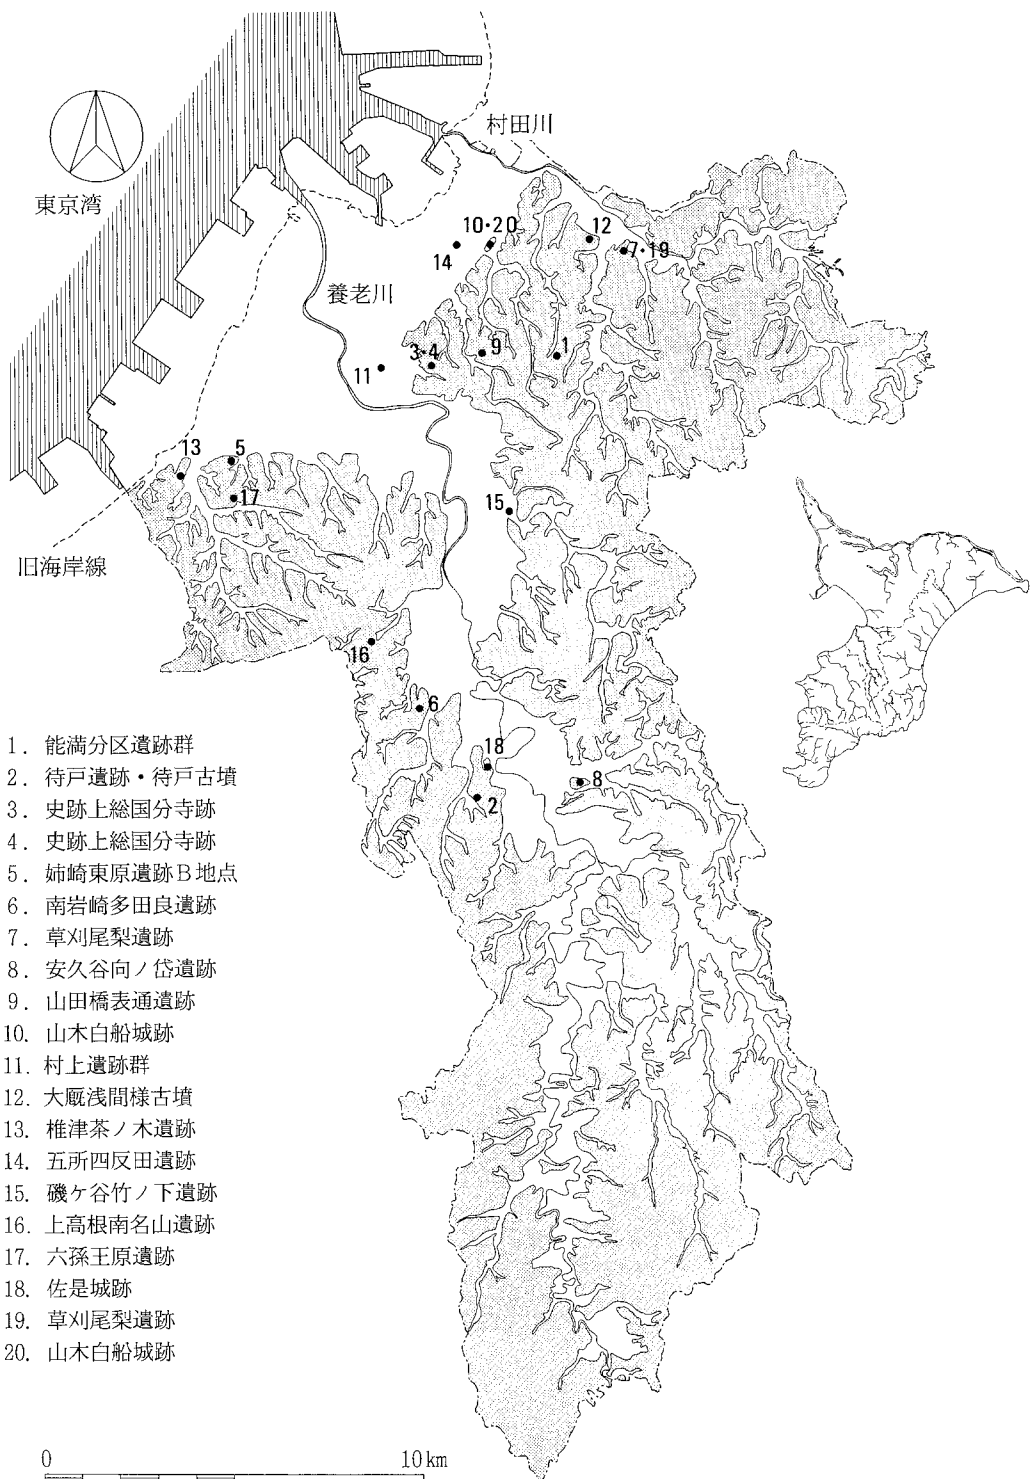 村田川
東京湾
10・20
12
14
7・19
養老川
3・4
9
1
11
13
5
17
15
旧海岸線
16
6
18
8
2
1. 能満分区遺跡群
2. 待戸遺跡・待戸古墳
3. 史跡上総国分寺跡
4. 史跡上総国分寺跡
5. 姉崎東原遺跡B地点
6. 南岩崎多田良遺跡
7. 草刈尾梨遺跡
8. 安久谷向ノ岱遺跡
9. 山田橋表通遺跡
10. 山木白船城跡
11. 村上遺跡群
12. 大厩浅間様古墳
13. 椎津茶ノ木遺跡
14. 五所四反田遺跡
15. 磯ケ谷竹ノ下遺跡
16. 上高根南名山遺跡
17. 六孫王原遺跡
18. 佐是城跡
19. 草刈尾梨遺跡
20. 山木白船城跡
0 10km